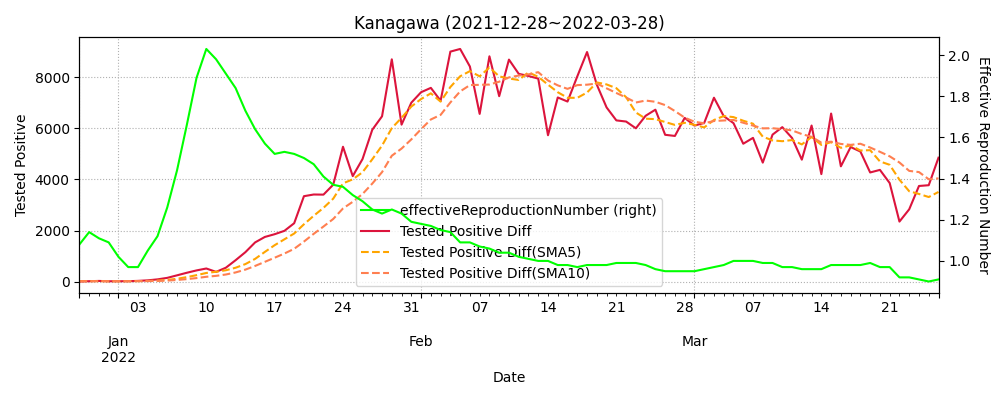 Kanagawa (2021-12-28~2022-03-28)
Tested Positive
8000
6000
4000
2000
0
2.0
1.8
1.6
1.4
1.2
1.0
Effective Reproduction Number
effectiveReproductionNumber (right)
Tested Positive Diff
Tested Positive Diff(SMA5)
Tested Positive Diff(SMA10)
03 10 17 24 31 07 14 21 28 07 14 21
Jan Feb Mar
2022
Date